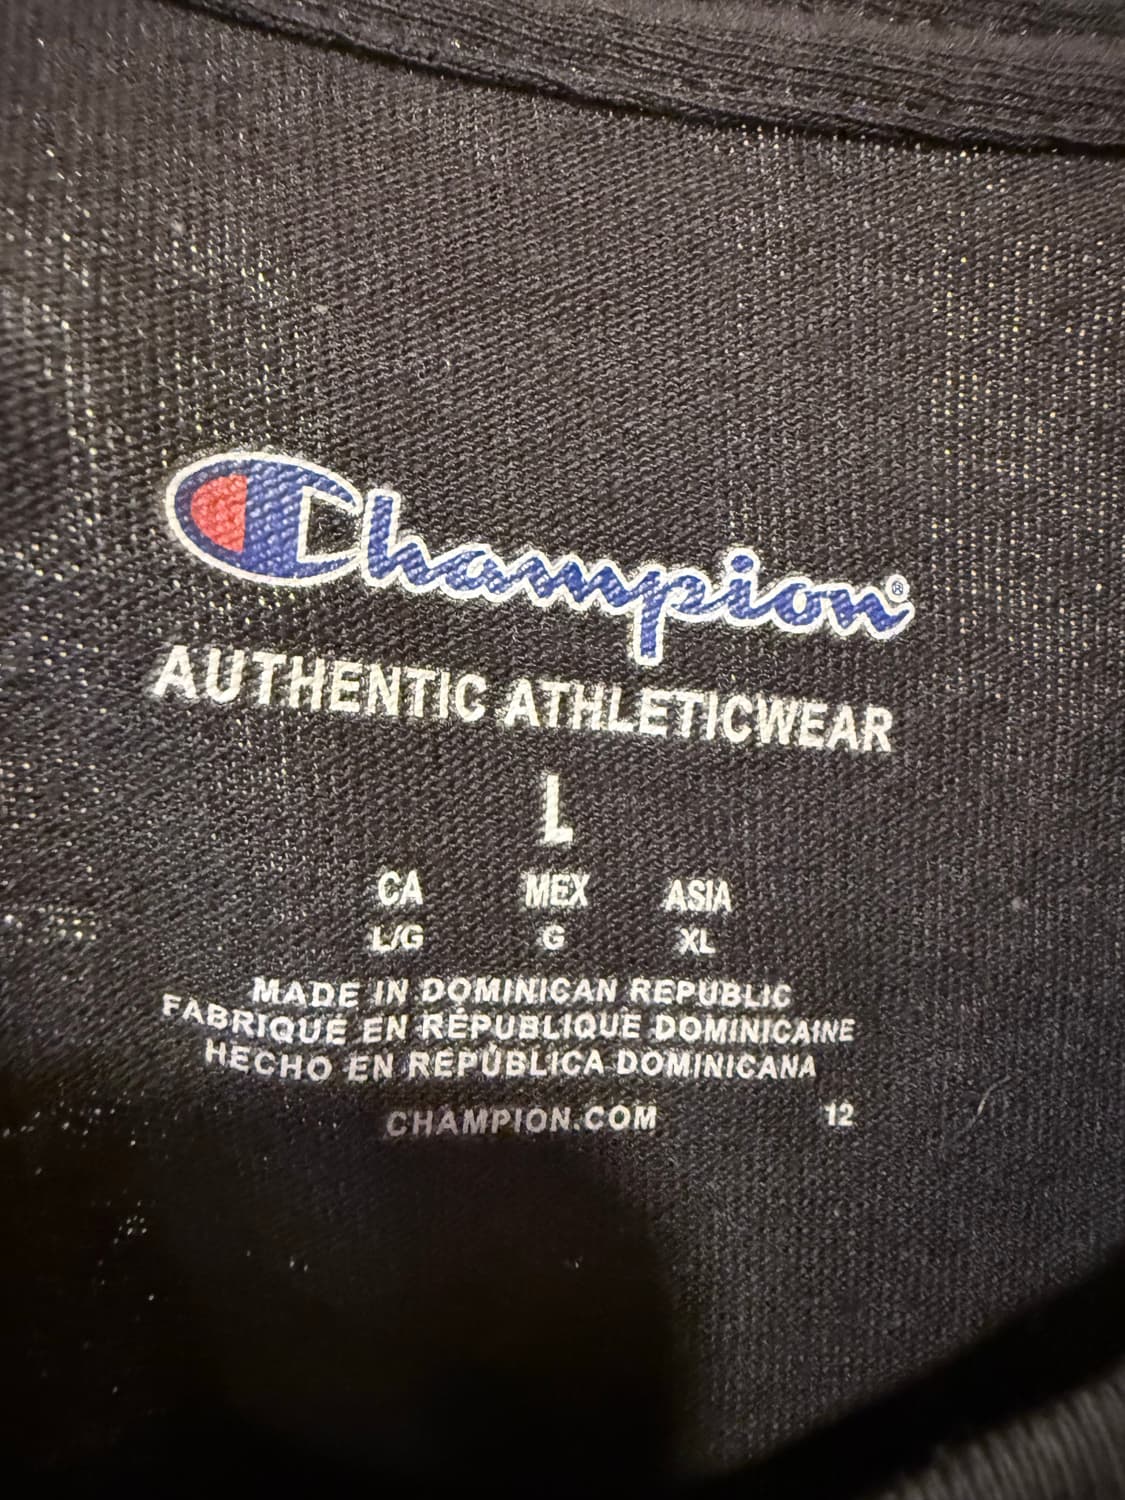 Champion®
AUTHENTIC ATHLETICWEAR
L
CA MEX ASIA
L/G G XL
MADE IN DOMINICAN REPUBLIC
FABRIQUE EN RÉPUBLIQUE DOMINICAINE
HECHO EN REPÚBLICA DOMINICANA
CHAMPION.COM 12